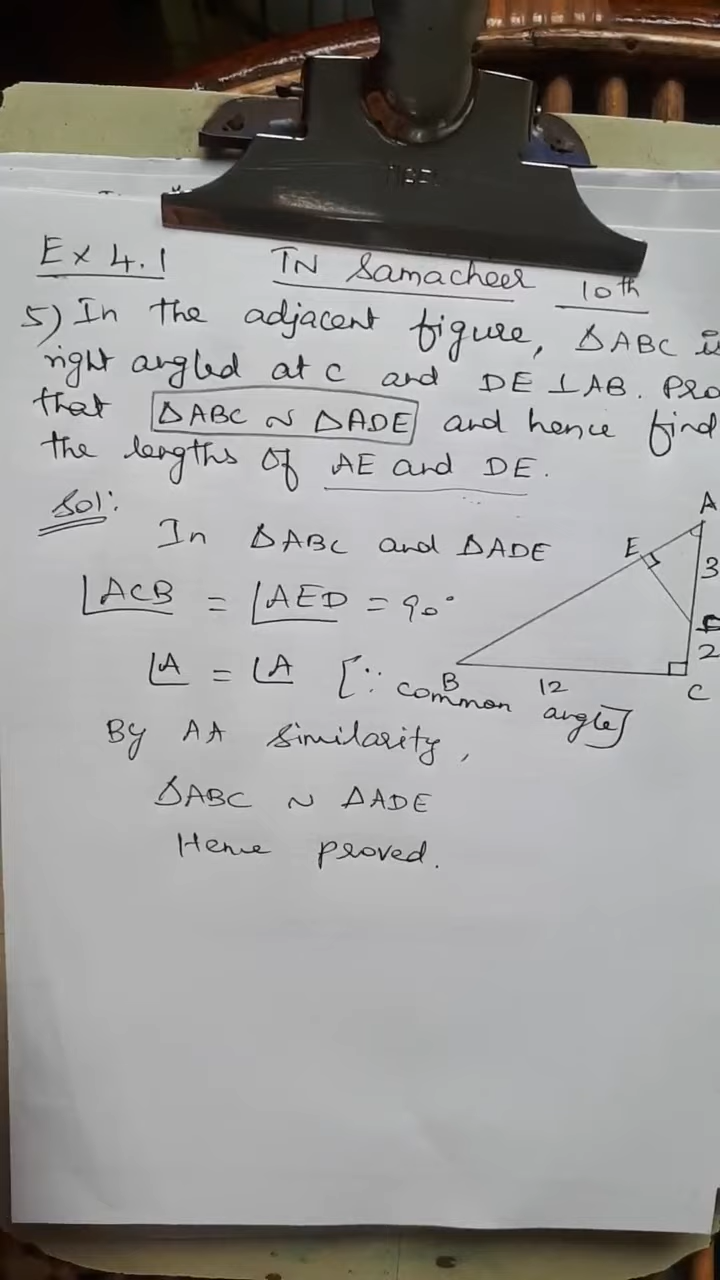 Ex 4.1 TN Samacheer 10th
5) In the adjacent figure, ΔABC is
right angled at C and DE ⊥ AB. Pro
that ΔABC ~ ΔADE and hence find
the lengths of AE and DE.
Sol:
In ΔABC and ΔADE
∠ACB = ∠AED = 90°
∠A = ∠A [∵ common angle]
By AA similarity,
ΔABC ~ ΔADE
Hence proved.
A
E
3
2
B
12
C